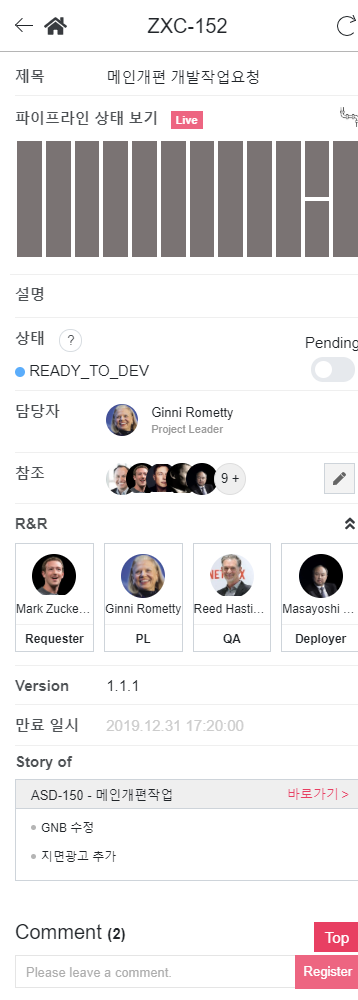 ZXC-152
제목 메인개편 개발작업요청
파이프라인 상태 보기 Live
설명
상태 ? Pending
READY_TO_DEV
담당자 Ginni Rometty
Project Leader
참조 9 +
R&R
Mark Zucke... Ginni Rometty Reed Hasti... Masayoshi ...
Requester PL QA Deployer
Version 1.1.1
만료 일시 2019.12.31 17:20:00
Story of
ASD-150 - 메인개편작업 바로가기 >
GNB 수정
지면광고 추가
Comment (2) Top
Please leave a comment. Register